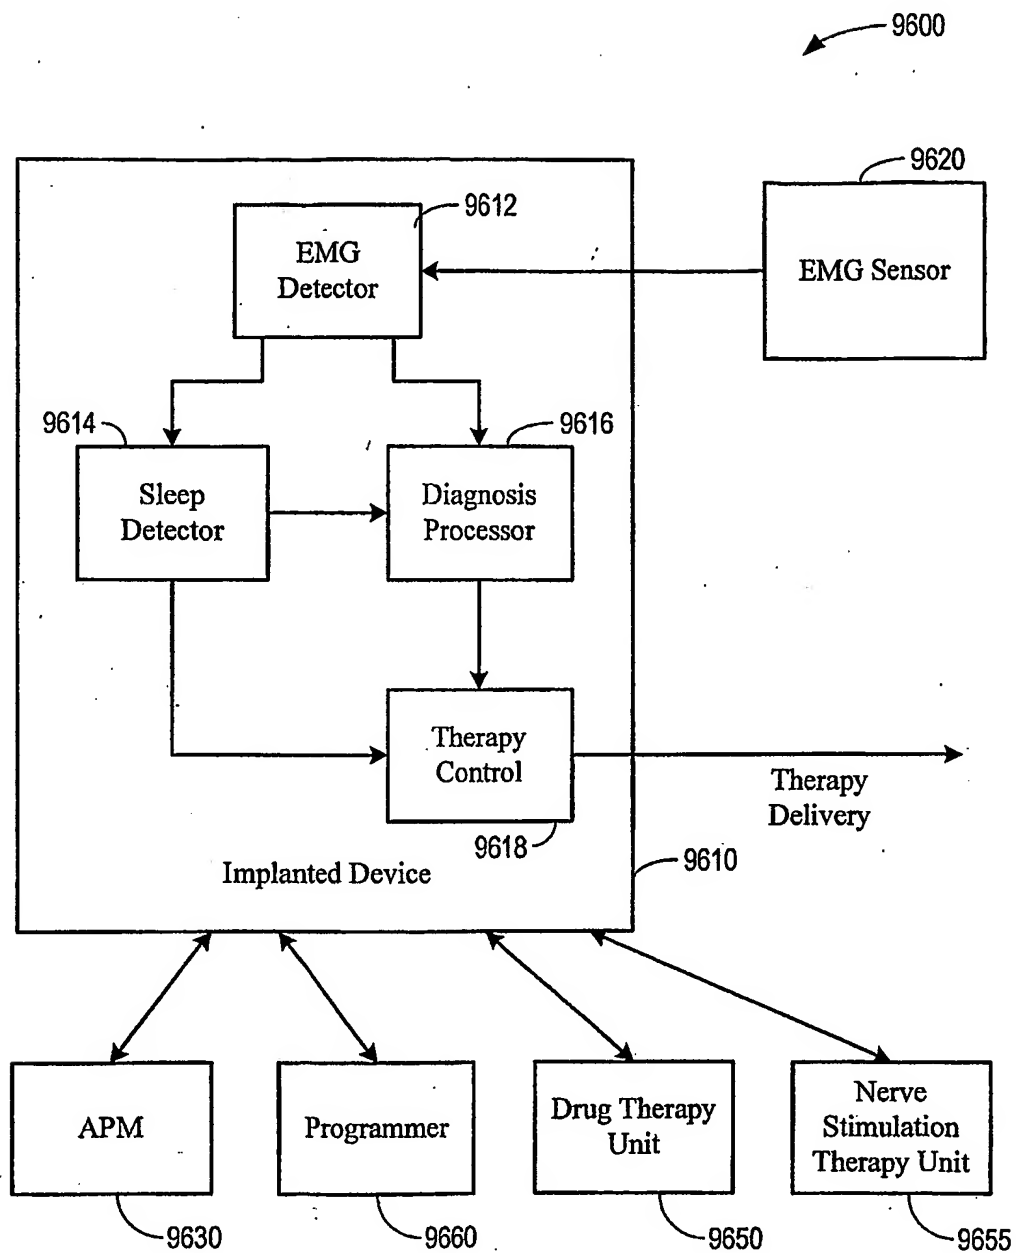 9600
9620
9612
EMG
Detector
EMG Sensor
9614
9616
Sleep
Detector
Diagnosis
Processor
Therapy
Control
Therapy
Delivery
9618
9610
Implanted Device
APM
Programmer
Drug Therapy
Unit
Nerve
Stimulation
Therapy Unit
9630
9660
9650
9655